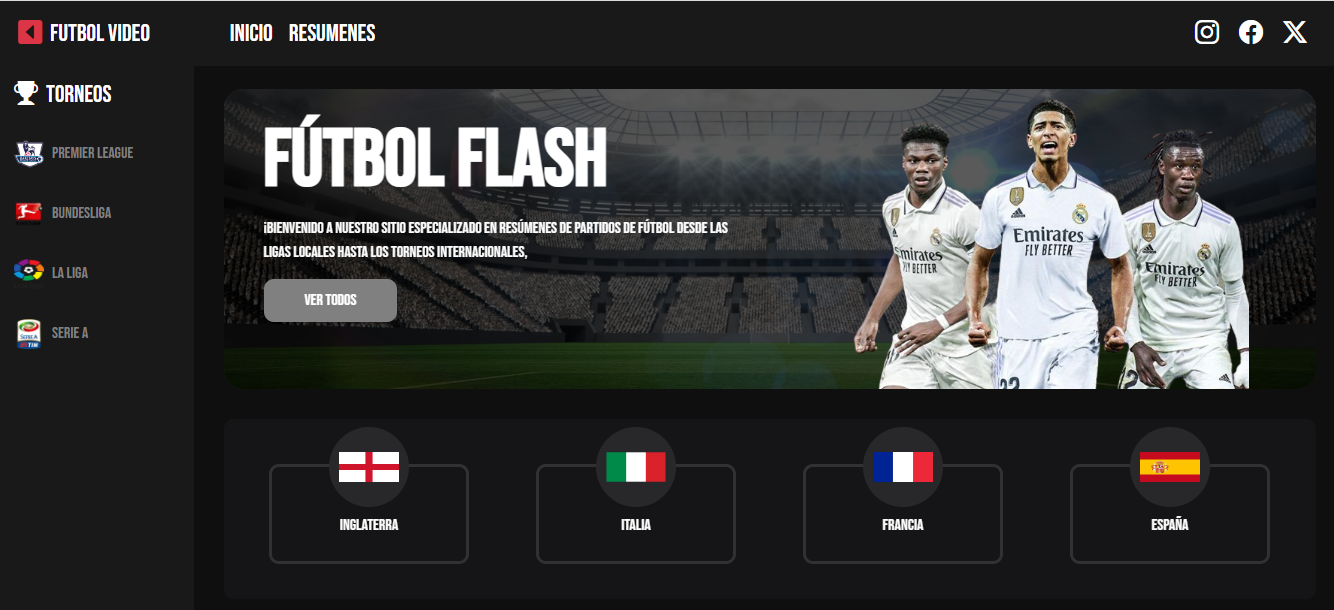 FUTBOL VIDEO
INICIO RESUMENES
TORNEOS
PREMIER LEAGUE
BUNDESLIGA
LA LIGA
SERIE A
FÚTBOL FLASH
¡BIENVENIDO A NUESTRO SITIO ESPECIALIZADO EN RESÚMENES DE PARTIDOS DE FÚTBOL DESDE LAS
LIGAS LOCALES HASTA LOS TORNEOS INTERNACIONALES,
VER TODOS
Emirates
FLY BETTER
Emirates
FLY BETTER
Emirates
FLY BETTER
INGLATERRA
ITALIA
FRANCIA
ESPAÑA